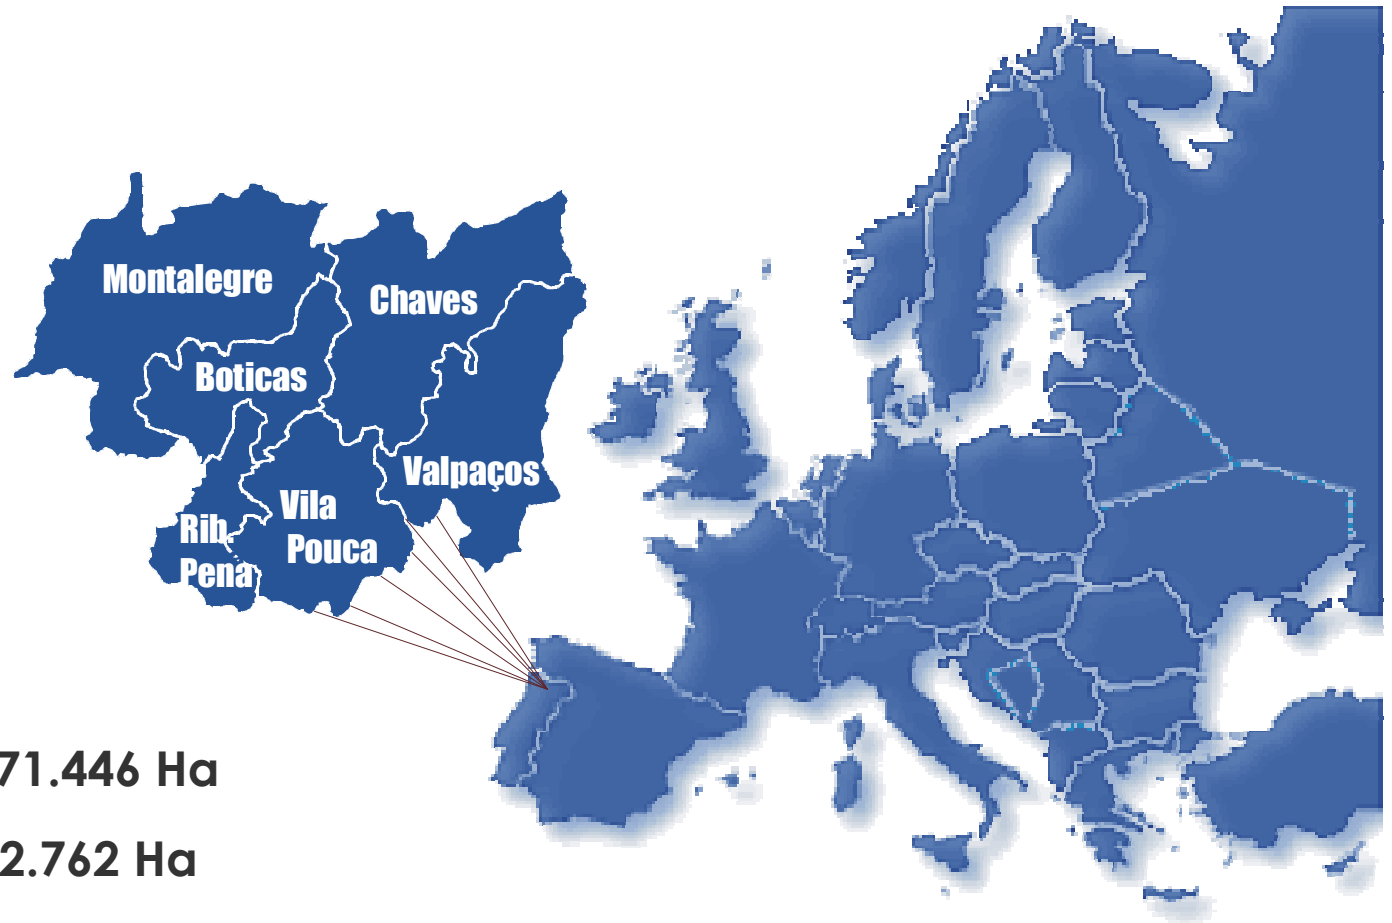 Montalegre
Chaves
Boticas
Valpaços
Vila
Pouca
Rib.
Pena
71.446 Ha
2.762 Ha